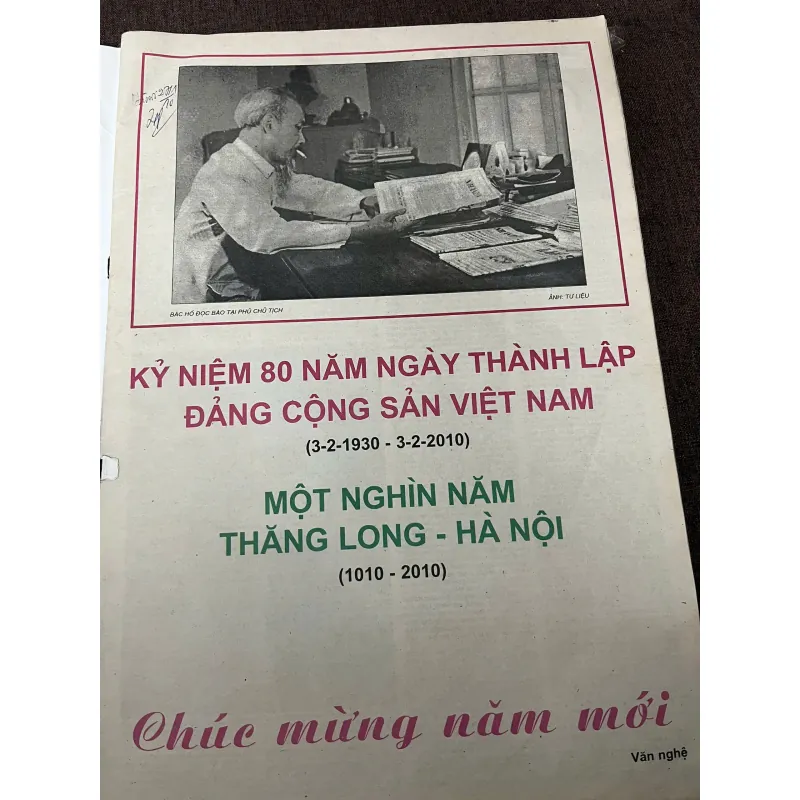 BÁC HỒ ĐỌC BÁO TẠI PHỦ CHỦ TỊCH
ẢNH: TƯ LIỆU
KỶ NIỆM 80 NĂM NGÀY THÀNH LẬP
ĐẢNG CỘNG SẢN VIỆT NAM
(3-2-1930 - 3-2-2010)
MỘT NGHÌN NĂM
THĂNG LONG - HÀ NỘI
(1010 - 2010)
Chúc mừng năm mới
Văn nghệ